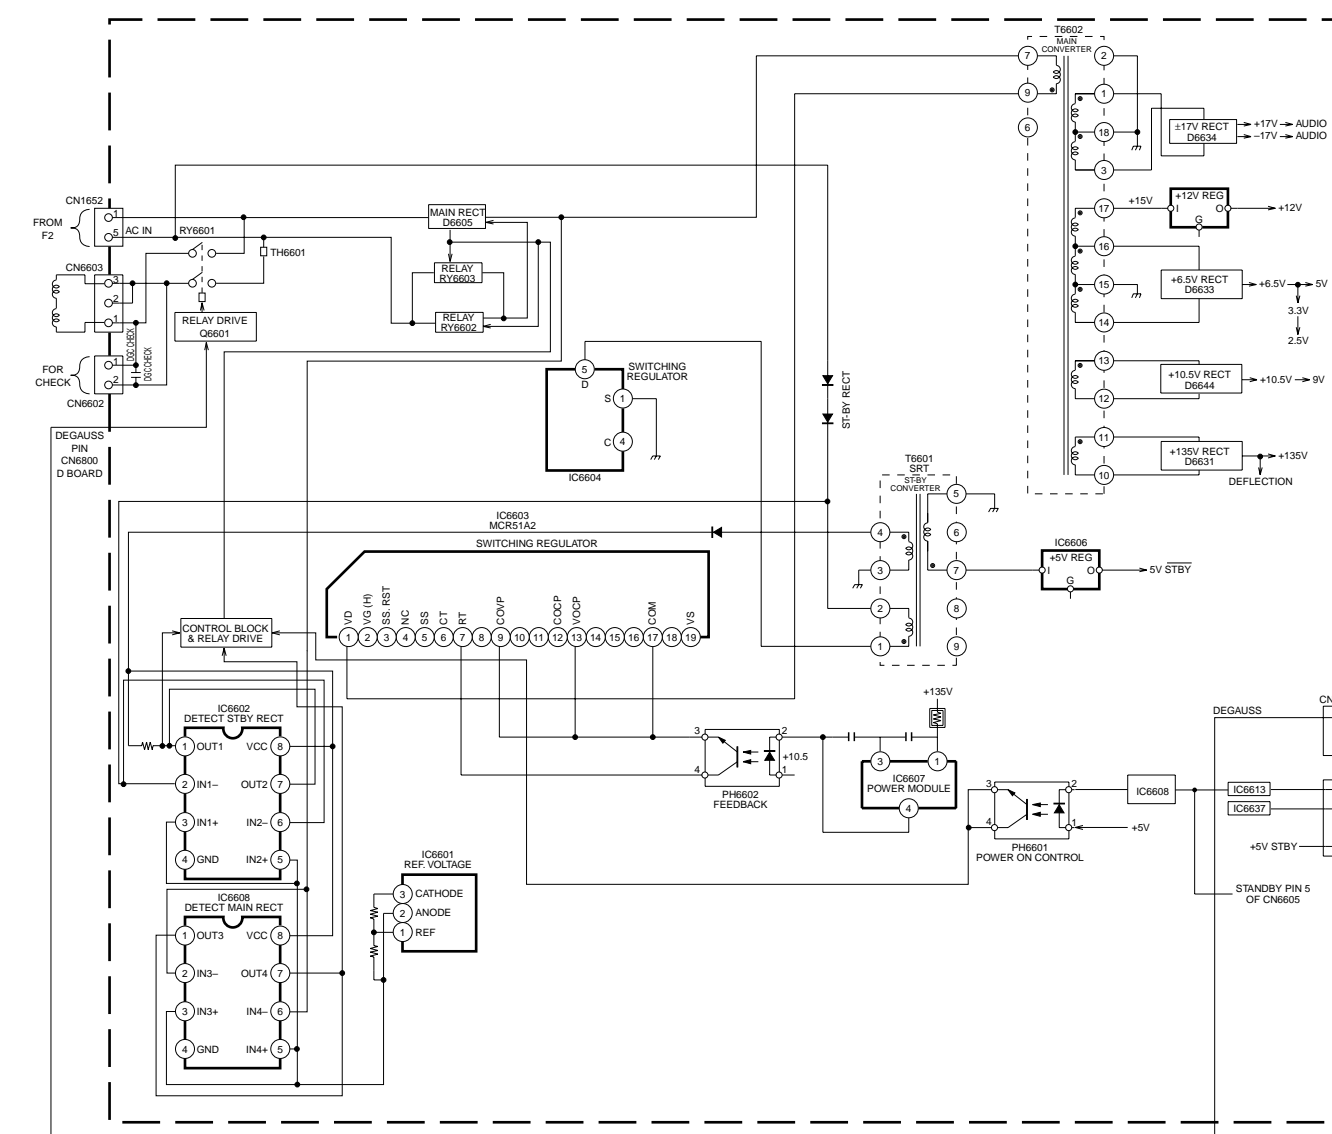 T6602
MAIN
CONVERTER
7
9
6
2
1
18
3
17
16
15
14
13
12
11
10
±17V RECT
D6634
+17V
AUDIO
–17V
AUDIO
+15V
+12V REG
I
O
G
+12V
+6.5V RECT
D6633
+6.5V
5V
3.3V
2.5V
+10.5V RECT
D6644
+10.5V
9V
+135V RECT
D6631
+135V
DEFLECTION
CN1652
FROM
F2
1
5
AC IN
RY6601
TH6601
CN6603
3
2
1
DGC CHECK
DGC CHECK
RELAY DRIVE
Q6601
FOR
CHECK
1
2
CN6602
DEGAUSS
PIN
CN6800
D BOARD
MAIN RECT
D6605
RELAY
RY6603
RELAY
RY6602
5
D
S
1
C
4
SWITCHING
REGULATOR
IC6604
ST-BY RECT
T6601
SRT
ST-BY
CONVERTER
4
3
2
1
5
6
7
8
9
IC6606
+5V REG
I
O
G
5V STBY
IC6603
MCR51A2
SWITCHING REGULATOR
VD
VG (H)
SS. RST
NC
SS
CT
RT
COVP
COCP
VOCP
COM
VS
1
2
3
4
5
6
7
8
9
10
11
12
13
14
15
16
17
18
19
CONTROL BLOCK
& RELAY DRIVE
IC6602
DETECT STBY RECT
1
OUT1
VCC
8
2
IN1–
OUT2
7
3
IN1+
IN2–
6
4
GND
IN2+
5
IC6608
DETECT MAIN RECT
1
OUT3
VCC
8
2
IN3–
OUT4
7
3
IN3+
IN4–
6
4
GND
IN4+
5
IC6601
REF. VOLTAGE
3
CATHODE
2
ANODE
1
REF
3
4
2
1
+10.5
PH6602
FEEDBACK
+135V
3
1
IC6607
POWER MODULE
4
3
4
2
1
+5V
PH6601
POWER ON CONTROL
IC6608
DEGAUSS
CN
IC6613
IC6637
+5V STBY
STANDBY PIN 5
OF CN6605